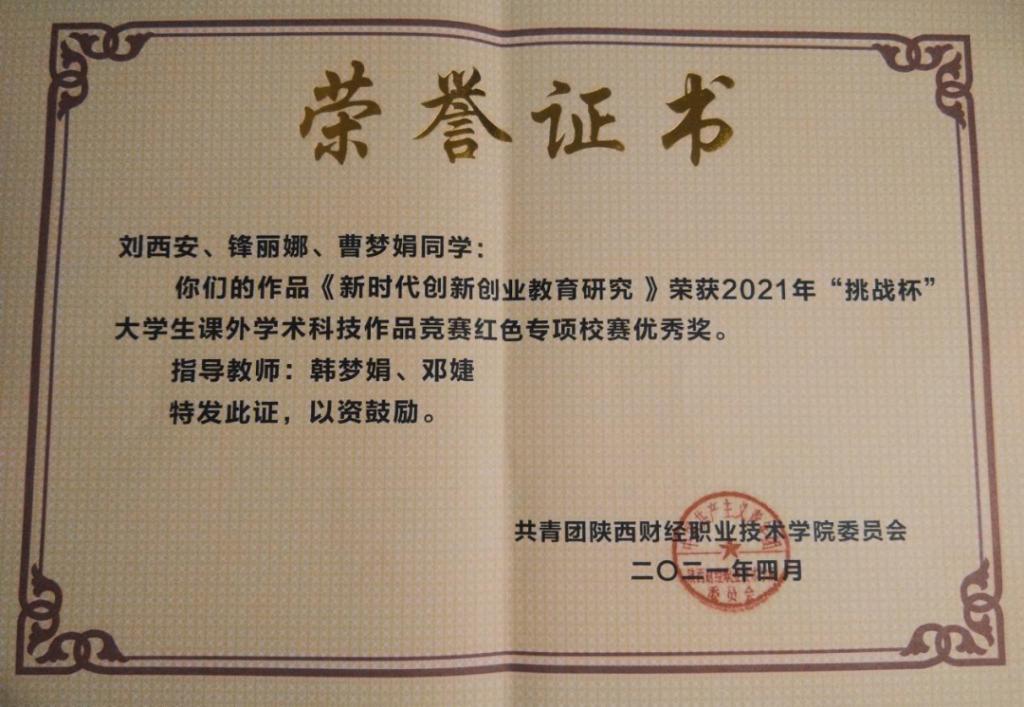 荣誉证书
刘西安、锋丽娜、曹梦娟同学：
你们的作品《新时代创新创业教育研究》荣获2021年“挑战杯”
大学生课外学术科技作品竞赛红色专项校赛优秀奖。
指导教师：韩梦娟、邓婕
特发此证，以资鼓励。
共青团陕西财经职业技术学院委员会
二〇二一年四月
委员会